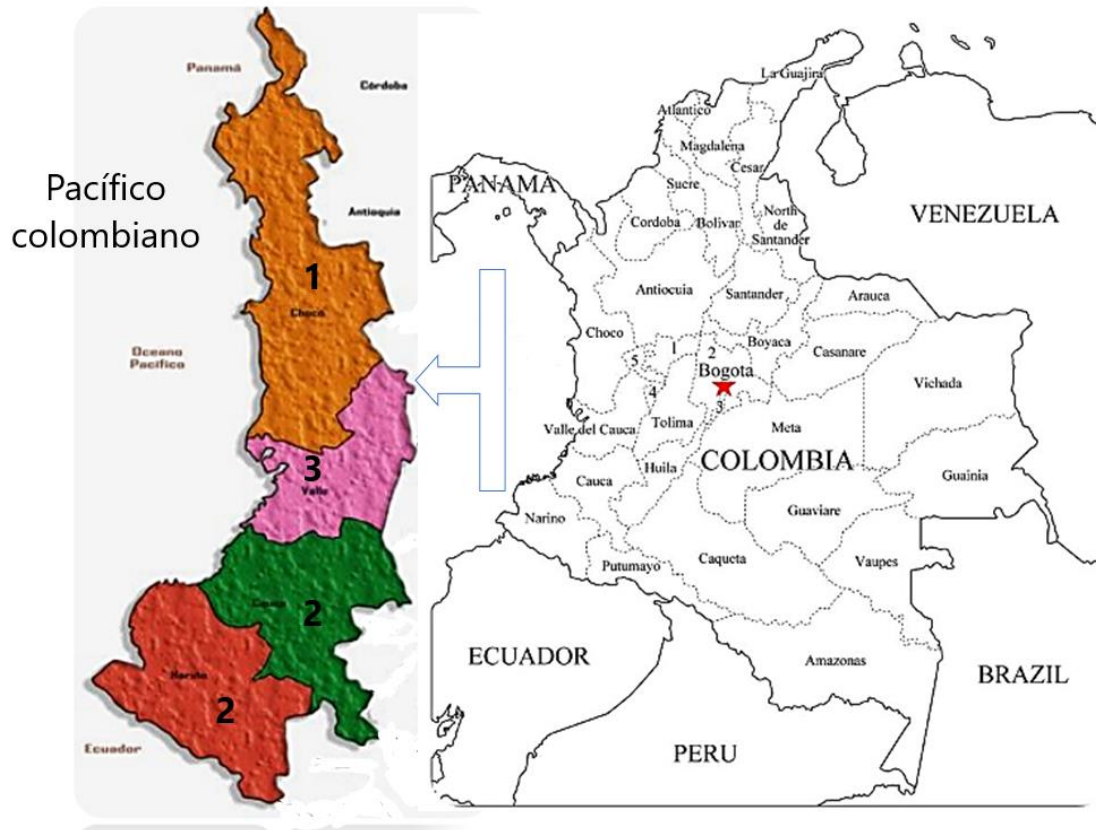 Pacífico
colombiano
Panamá
Córdoba
Antioquia
1
Chocó
Oceano
Pacífico
3
Valle
2
Cauca
Nariño
2
Ecuador
La Guajira
Atlantico
Magdalena
Cesar
PANAMA
Sucre
VENEZUELA
Cordoba
Bolivar
North
de
Santander
Antiocuia
Santander
Arauca
Choco
1
2
Boyaca
Casanare
5
Bogota
Vichada
4
3
Valle del Cauca
Tolima
Meta
Huila
COLOMBIA
Cauca
Guainia
Narino
Guaviare
Putumayo
Caqueta
Vaupes
ECUADOR
Amazonas
BRAZIL
PERU